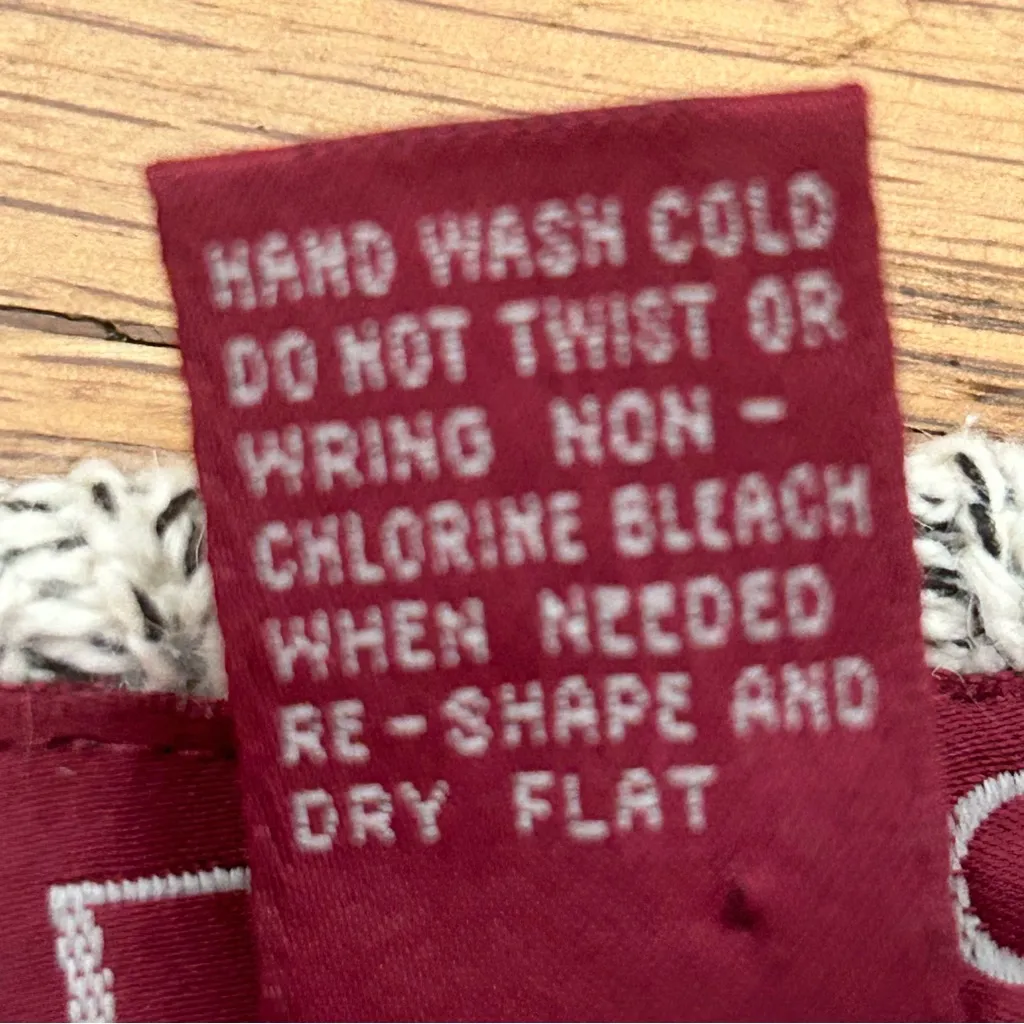 HAND WASH COLD
DO NOT TWIST OR
WRING NON -
CHLORINE BLEACH
WHEN NEEDED
RE - SHAPE AND
DRY FLAT